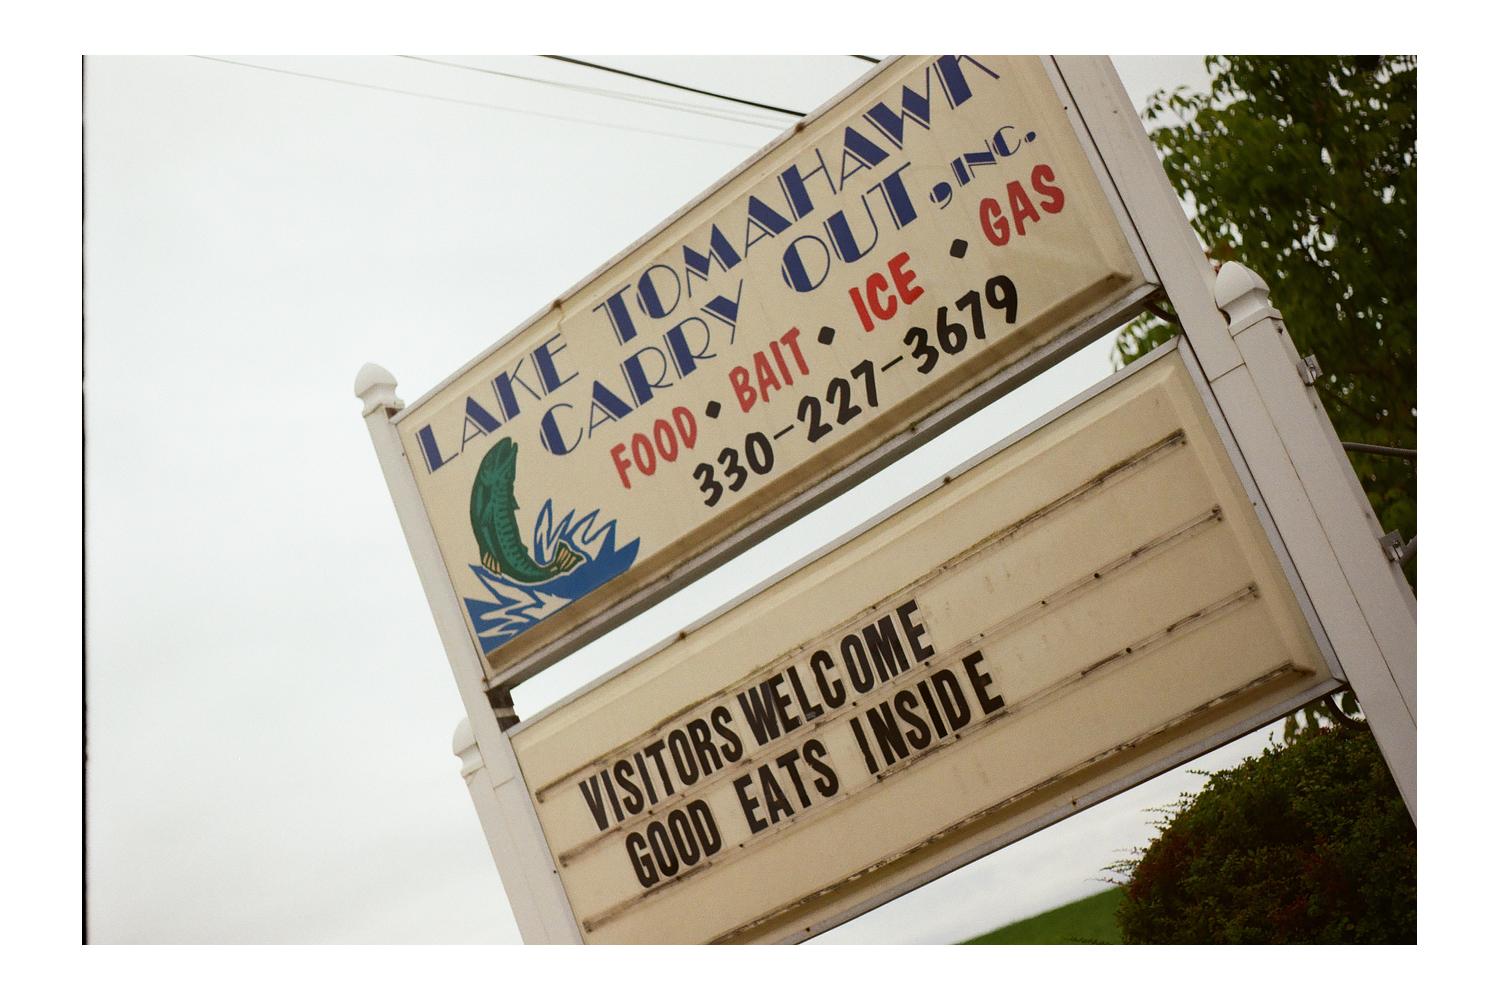 LAKE TOMAHAWK
CARRY OUT, INC.
FOOD • BAIT • ICE • GAS
330-227-3679
VISITORS WELCOME
GOOD EATS INSIDE